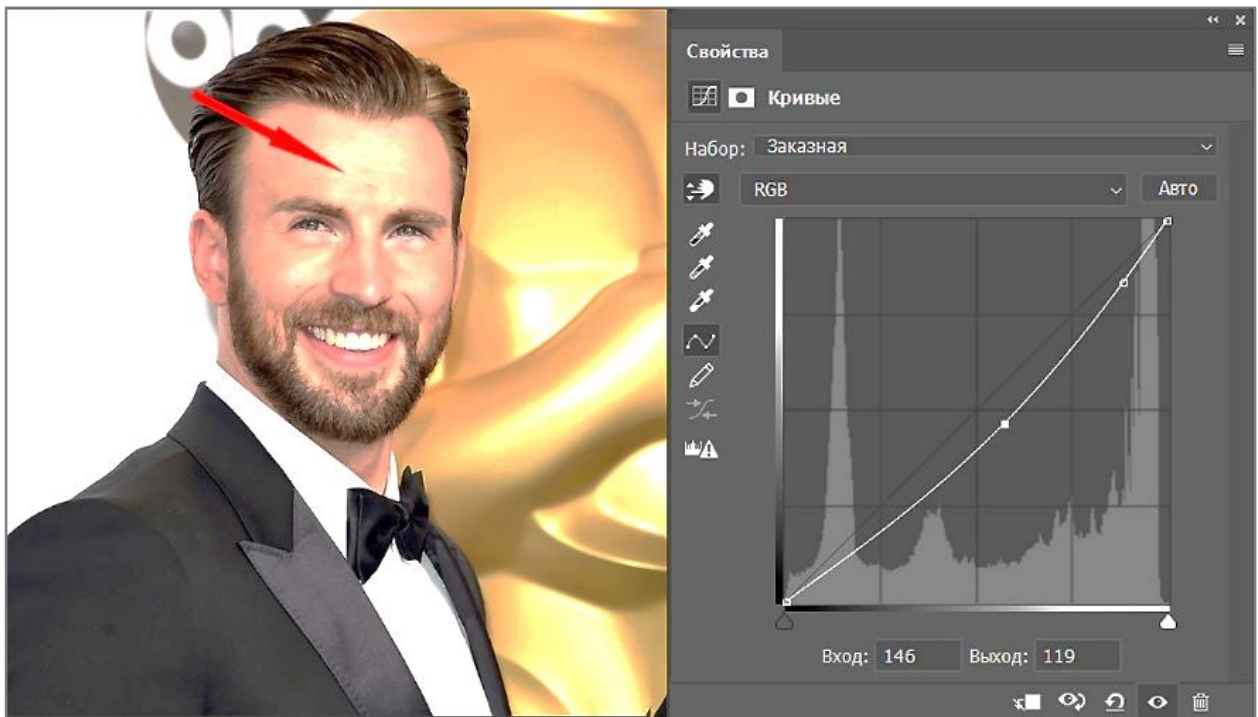 Свойства
Кривые
Набор: Заказная
RGB
Авто
Вход: 146 Выход: 119